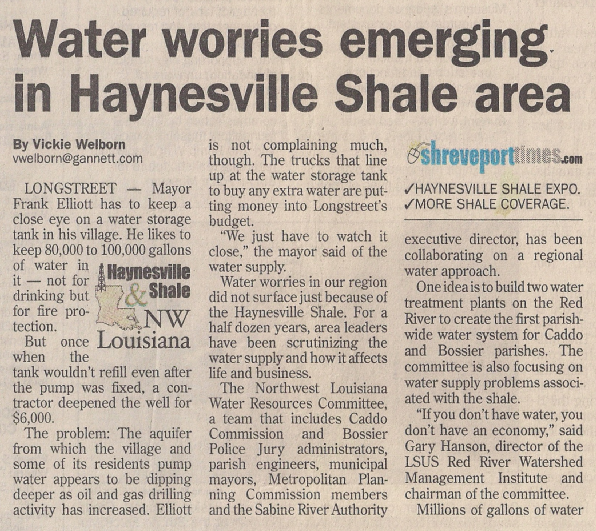 Water worries emerging
in Haynesville Shale area
By Vickie Welborn
vwelborn@gannett.com
LONGSTREET — Mayor
Frank Elliott has to keep a
close eye on a water storage
tank in his village. He likes to
keep 80,000 to 100,000 gallons
of water in
it — not for
drinking but
for fire pro-
tection.
But once
when the
tank wouldn't refill even after
the pump was fixed, a con-
tractor deepened the well for
$6,000.
The problem: The aquifer
from which the village and
some of its residents pump
water appears to be dipping
deeper as oil and gas drilling
activity has increased. Elliott
Haynesville
& Shale
NW
Louisiana
is not complaining much,
though. The trucks that line
up at the water storage tank
to buy any extra water are put-
ting money into Longstreet's
budget.
"We just have to watch it
close," the mayor said of the
water supply.
Water worries in our region
did not surface just because of
the Haynesville Shale. For a
half dozen years, area leaders
have been scrutinizing the
water supply and how it affects
life and business.
The Northwest Louisiana
Water Resources Committee,
a team that includes Caddo
Commission and Bossier
Police Jury administrators,
parish engineers, municipal
mayors, Metropolitan Plan-
ning Commission members
and the Sabine River Authority
shreveporttimes.com
✓HAYNESVILLE SHALE EXPO.
✓MORE SHALE COVERAGE.
executive director, has been
collaborating on a regional
water approach.
One idea is to build two water
treatment plants on the Red
River to create the first parish-
wide water system for Caddo
and Bossier parishes. The
committee is also focusing on
water supply problems associ-
ated with the shale.
"If you don't have water, you
don't have an economy," said
Gary Hanson, director of the
LSUS Red River Watershed
Management Institute and
chairman of the committee.
Millions of gallons of water